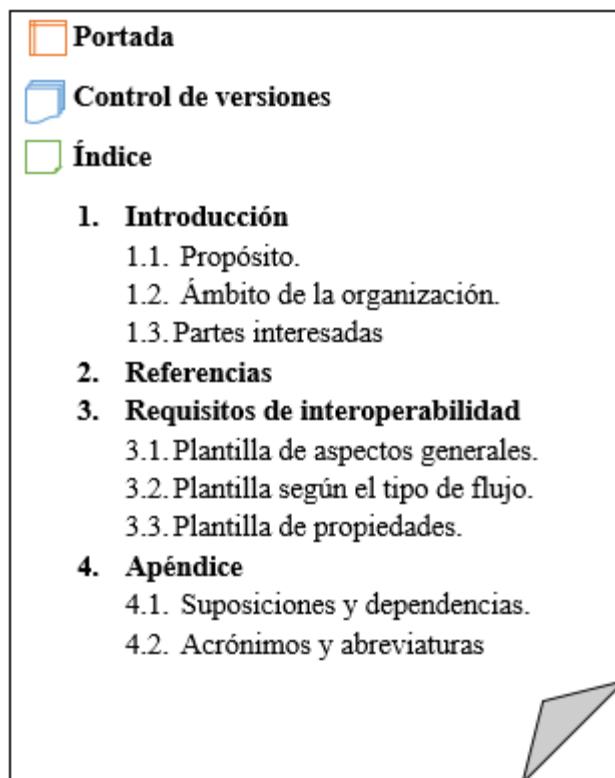 Portada
Control de versiones
Índice
1. Introducción
1.1. Propósito.
1.2. Ámbito de la organización.
1.3. Partes interesadas
2. Referencias
3. Requisitos de interoperabilidad
3.1. Plantilla de aspectos generales.
3.2. Plantilla según el tipo de flujo.
3.3. Plantilla de propiedades.
4. Apéndice
4.1. Suposiciones y dependencias.
4.2. Acrónimos y abreviaturas